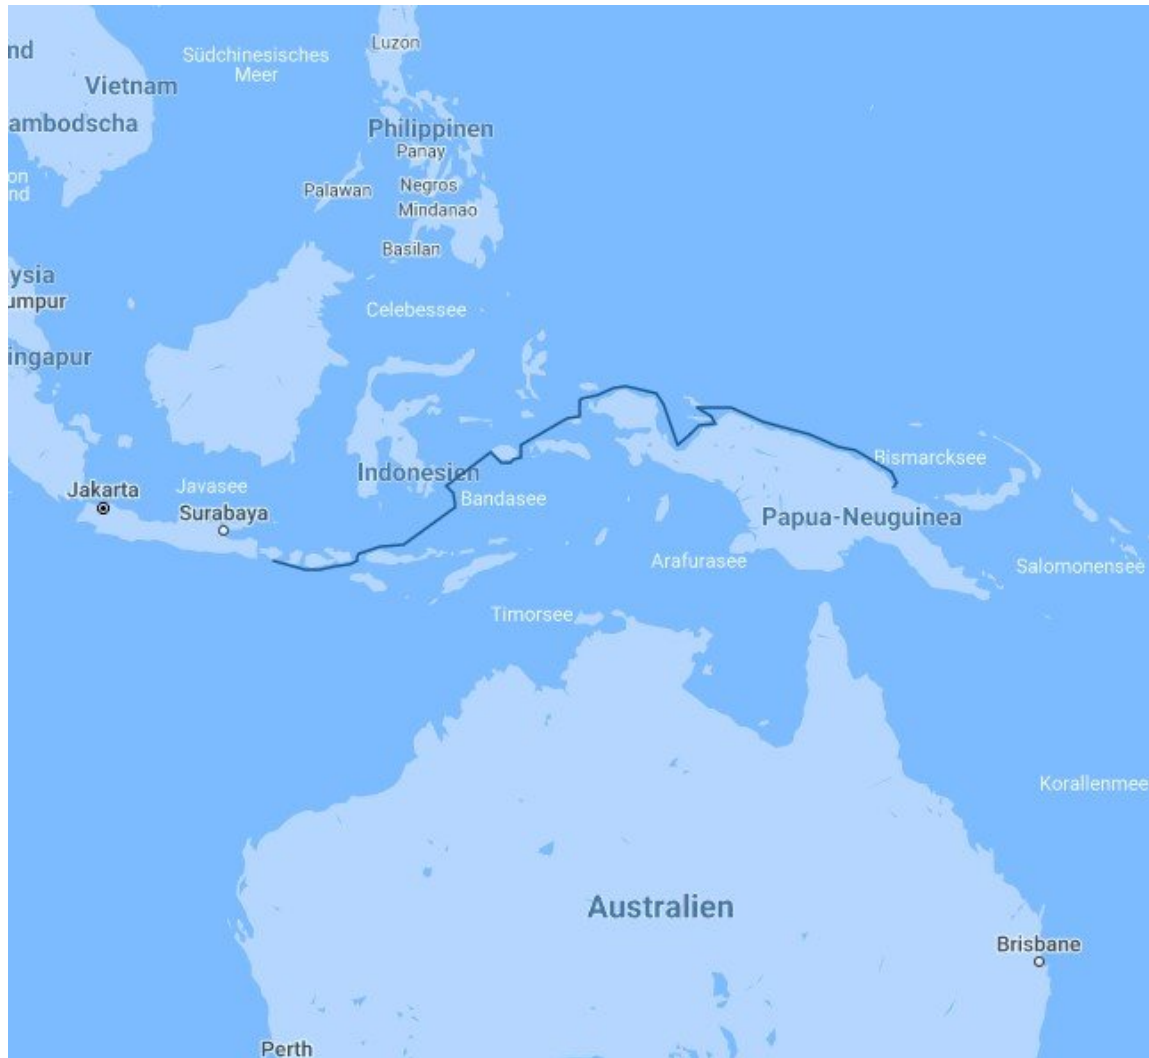 Luzon
nd
Südchinesisches
Meer
Vietnam
ambodscha
Philippinen
Panay
on
nd
Palawan
Negros
Mindanao
Basilan
ysia
umpur
Celebessee
ingapur
Bismarcksee
Indonesien
Jakarta
Javasee
Bandasee
Surabaya
Papua-Neuguinea
Arafurasee
Salomonensee
Timorsee
Korallenmee
Australien
Brisbane
Perth